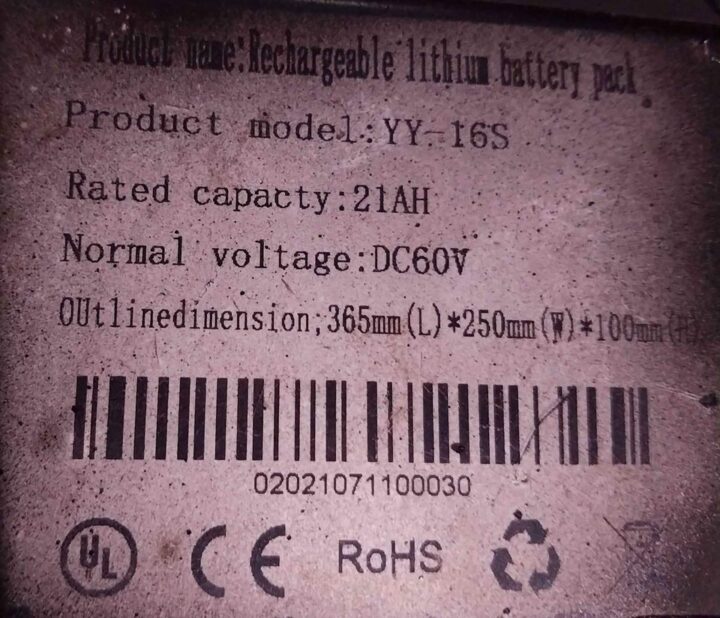 Product name:Rechargeable lithium battery pack
Product model:YY-16S
Rated capacty:21AH
Normal voltage:DC60V
OUtlinedimension;365mm(L)*250mm(W)*100mm(H)
02021071100030
UL CE RoHS